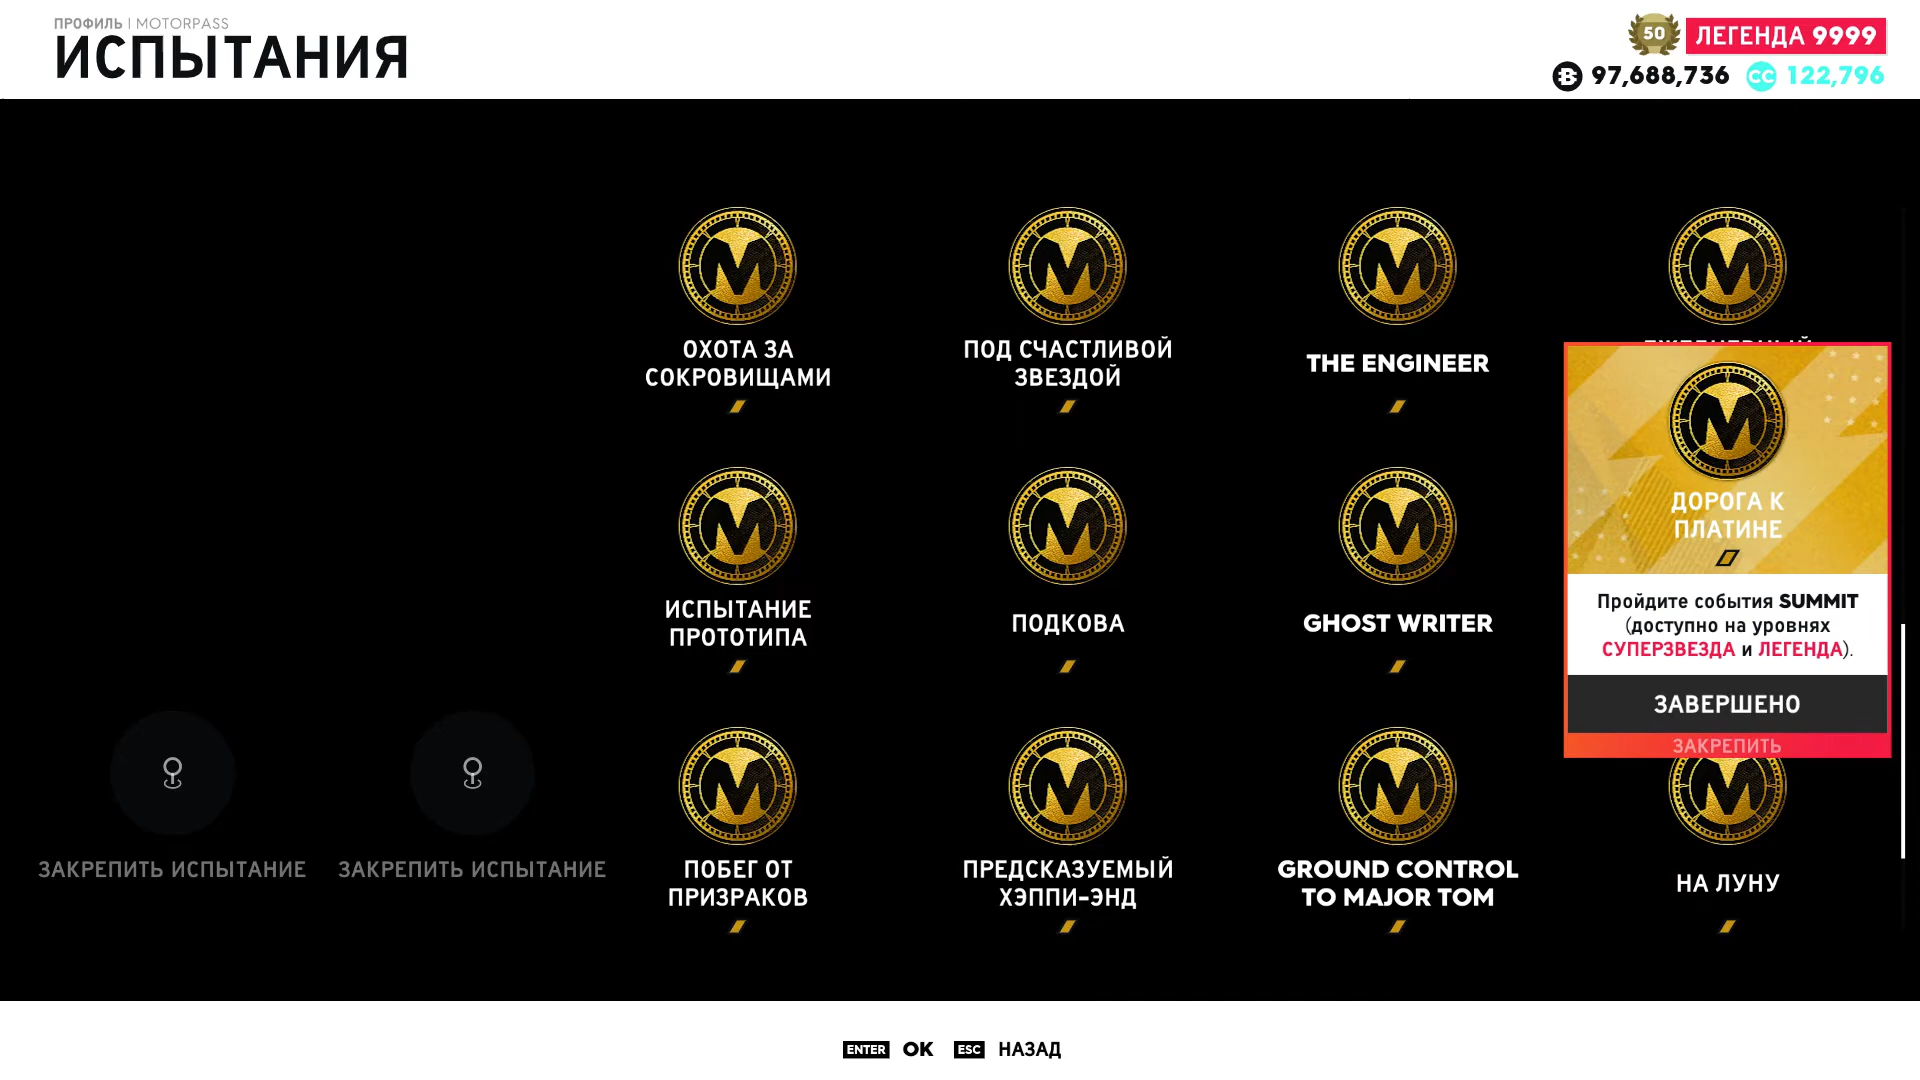 ПРОФИЛЬ | MOTORPASS
ИСПЫТАНИЯ
50 ЛЕГЕНДА 9999
97,688,736 CC 122,796
ОХОТА ЗА
СОКРОВИЩАМИ
ПОД СЧАСТЛИВОЙ
ЗВЕЗДОЙ
THE ENGINEER
ИСПЫТАНИЕ
ПРОТОТИПА
ПОДКОВА
GHOST WRITER
ДОРОГА К
ПЛАТИНЕ
Пройдите события SUMMIT
(доступно на уровнях
СУПЕРЗВЕЗДА и ЛЕГЕНДА).
ЗАВЕРШЕНО
ЗАКРЕПИТЬ
ЗАКРЕПИТЬ ИСПЫТАНИЕ
ЗАКРЕПИТЬ ИСПЫТАНИЕ
ПОБЕГ ОТ
ПРИЗРАКОВ
ПРЕДСКАЗУЕМЫЙ
ХЭППИ-ЭНД
GROUND CONTROL
TO MAJOR TOM
НА ЛУНУ
ENTER OK ESC НАЗАД